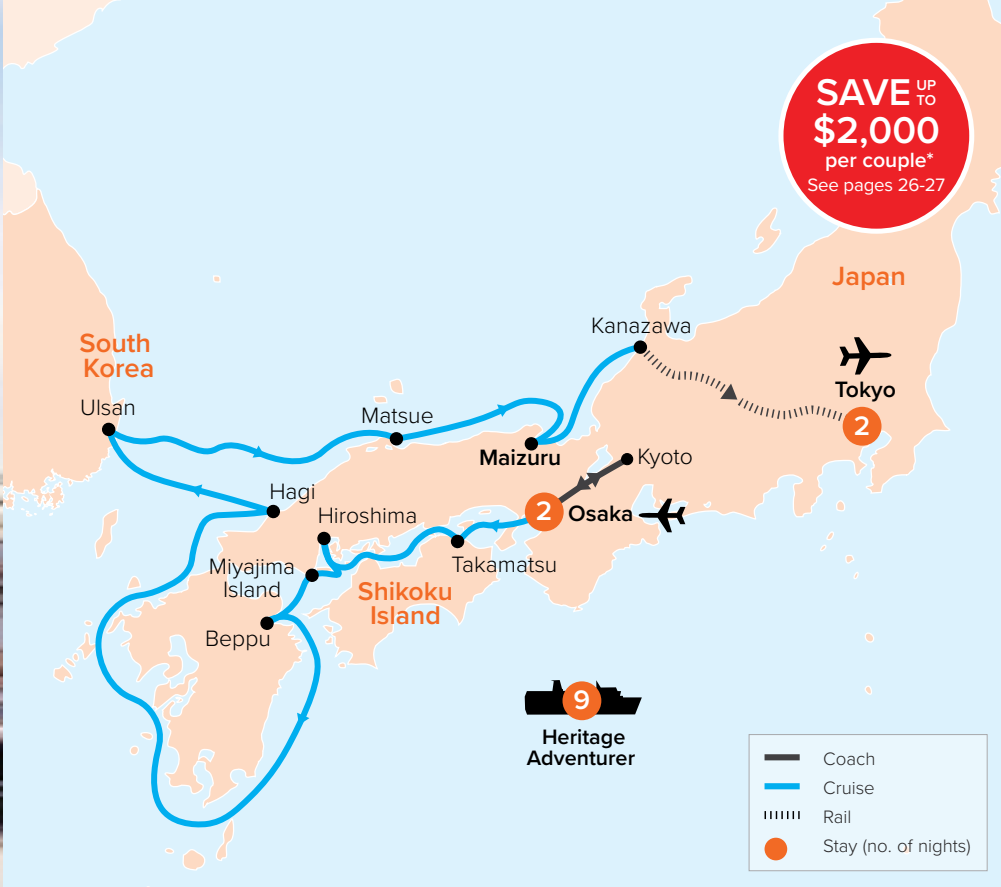 SAVE UP TO
$2,000
per couple*
See pages 26-27
Japan
Kanazawa
South
Korea
Tokyo
2
Ulsan
Matsue
Maizuru
Kyoto
Hagi
2
Osaka
Hiroshima
Takamatsu
Miyajima
Island
Shikoku
Island
Beppu
9
Heritage
Adventurer
Coach
Cruise
Rail
Stay (no. of nights)